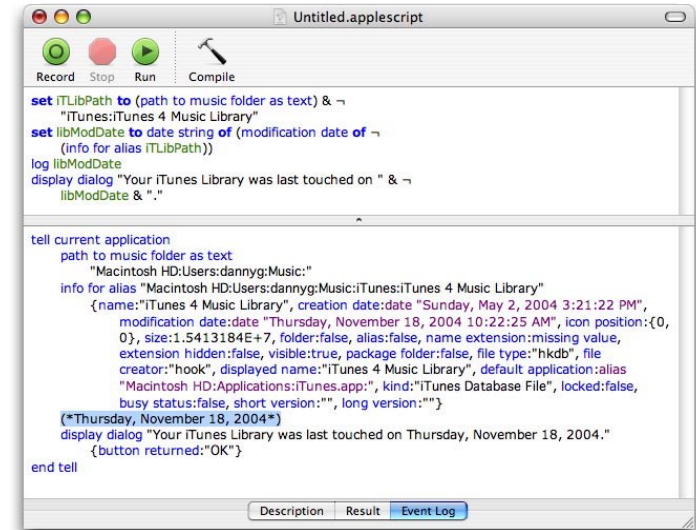 Untitled.applescript
Record Stop Run Compile
set iTLibPath to (path to music folder as text) & ¬
"iTunes:iTunes 4 Music Library"
set libModDate to date string of (modification date of ¬
(info for alias iTLibPath))
log libModDate
display dialog "Your iTunes Library was last touched on " & ¬
libModDate & "."
tell current application
path to music folder as text
"Macintosh HD:Users:dannyg:Music:"
info for alias "Macintosh HD:Users:dannyg:Music:iTunes:iTunes 4 Music Library"
{name:"iTunes 4 Music Library", creation date:date "Sunday, May 2, 2004 3:21:22 PM",
modification date:date "Thursday, November 18, 2004 10:22:25 AM", icon position:{0,
0}, size:1.5413184E+7, folder:false, alias:false, name extension:missing value,
extension hidden:false, visible:true, package folder:false, file type:"hkdb", file
creator:"hook", displayed name:"iTunes 4 Music Library", default application:alias
"Macintosh HD:Applications:iTunes.app:", kind:"iTunes Database File", locked:false,
busy status:false, short version:"", long version:""}
(*Thursday, November 18, 2004*)
display dialog "Your iTunes Library was last touched on Thursday, November 18, 2004."
{button returned:"OK"}
end tell
Description Result Event Log